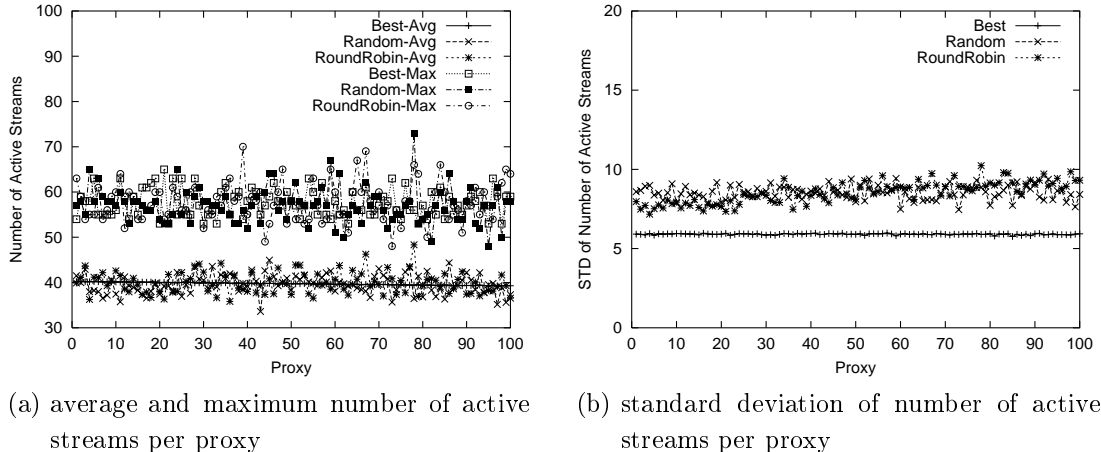 100
90
80
70
60
50
40
30
Number of Active Streams
0 10 20 30 40 50 60 70 80 90 100
Proxy
Best-Avg
Random-Avg
RoundRobin-Avg
Best-Max
Random-Max
RoundRobin-Max
(a) average and maximum number of active
streams per proxy
20
15
10
5
0
STD of Number of Active Streams
0 10 20 30 40 50 60 70 80 90 100
Proxy
Best
Random
RoundRobin
(b) standard deviation of number of active
streams per proxy